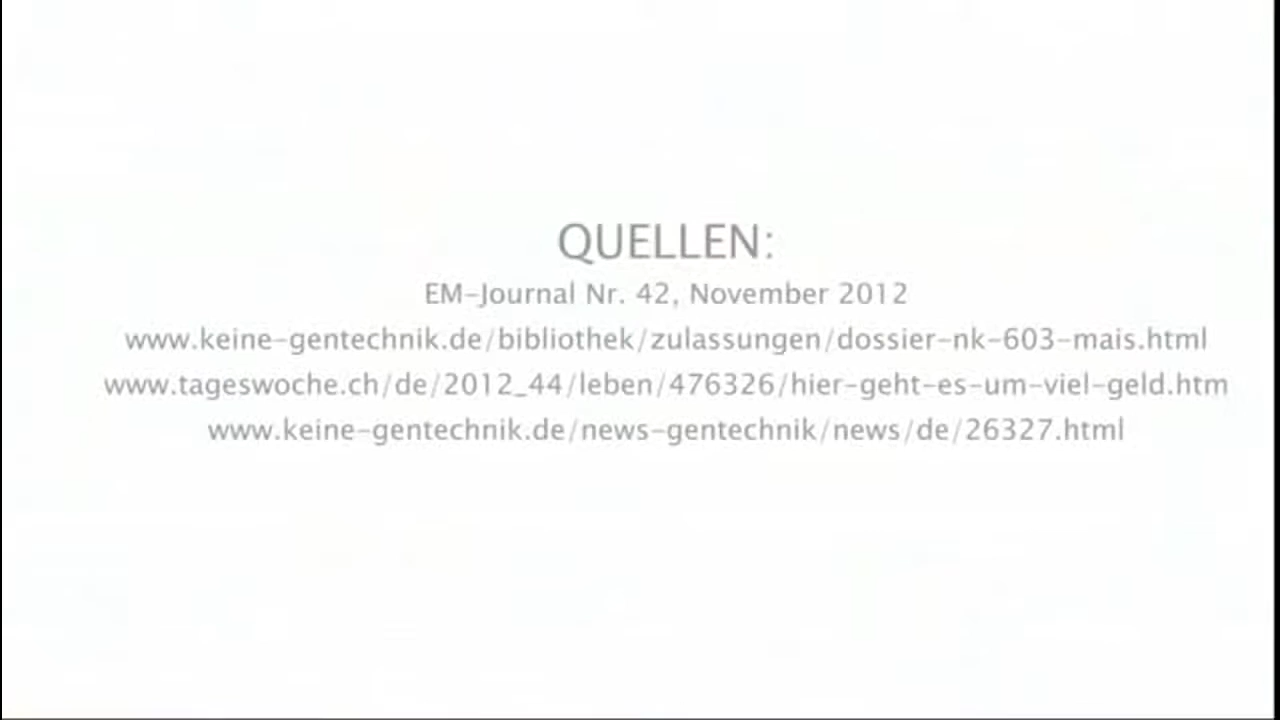 QUELLEN:
EM-Journal Nr. 42, November 2012
www.keine-gentechnik.de/bibliothek/zulassungen/dossier-nk-603-mais.html
www.tageswoche.ch/de/2012_44/leben/476326/hier-geht-es-um-viel-geld.htm
www.keine-gentechnik.de/news-gentechnik/news/de/26327.html